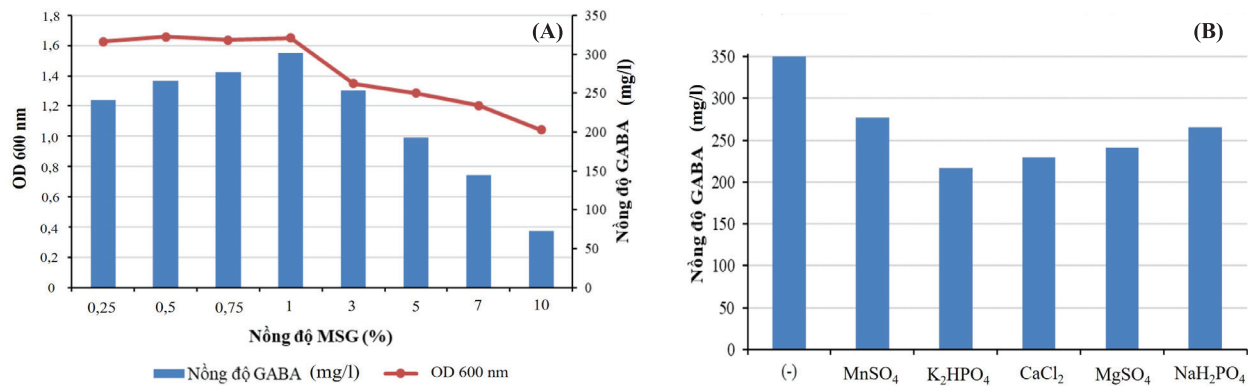 (A)
1,8
1,6
1,4
1,2
1,0
0,8
0,6
0,4
0,2
0
OD 600 nm
350
300
250
200
150
100
50
0
Nồng độ GABA (mg/l)
0,25 0,5 0,75 1 3 5 7 10
Nồng độ MSG (%)
Nồng độ GABA (mg/l) OD 600 nm
(B)
350
300
250
200
250
300
350
0
Nồng độ GABA (mg/l)
(-) MnSO₄ K₂HPO₄ CaCl₂ MgSO₄ NaH₂PO₄